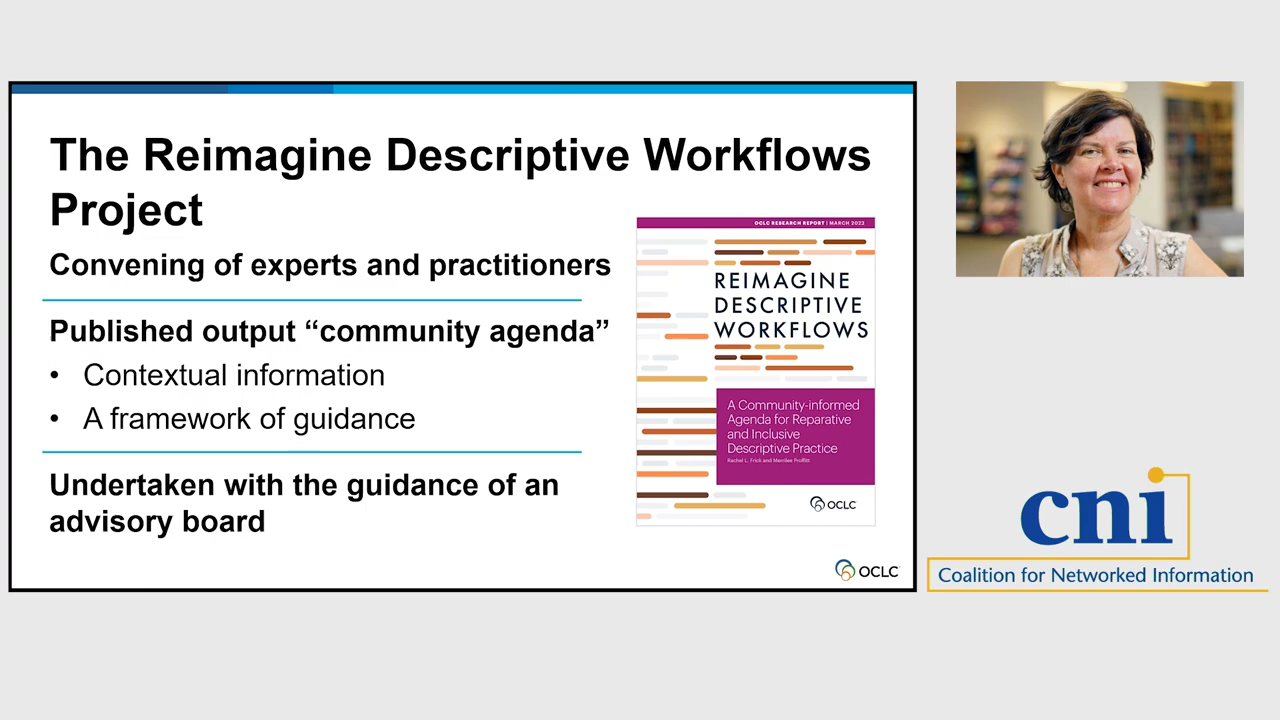 The Reimagine Descriptive Workflows
Project
Convening of experts and practitioners
Published output “community agenda”
• Contextual information
• A framework of guidance
Undertaken with the guidance of an
advisory board
OCLC RESEARCH REPORT | MARCH 2022
REIMAGINE
DESCRIPTIVE
WORKFLOWS
A Community-informed
Agenda for Reparative
and Inclusive
Descriptive Practice
Rachel L. Frick and Merrilee Proffitt
OCLC
OCLC
cni
Coalition for Networked Information